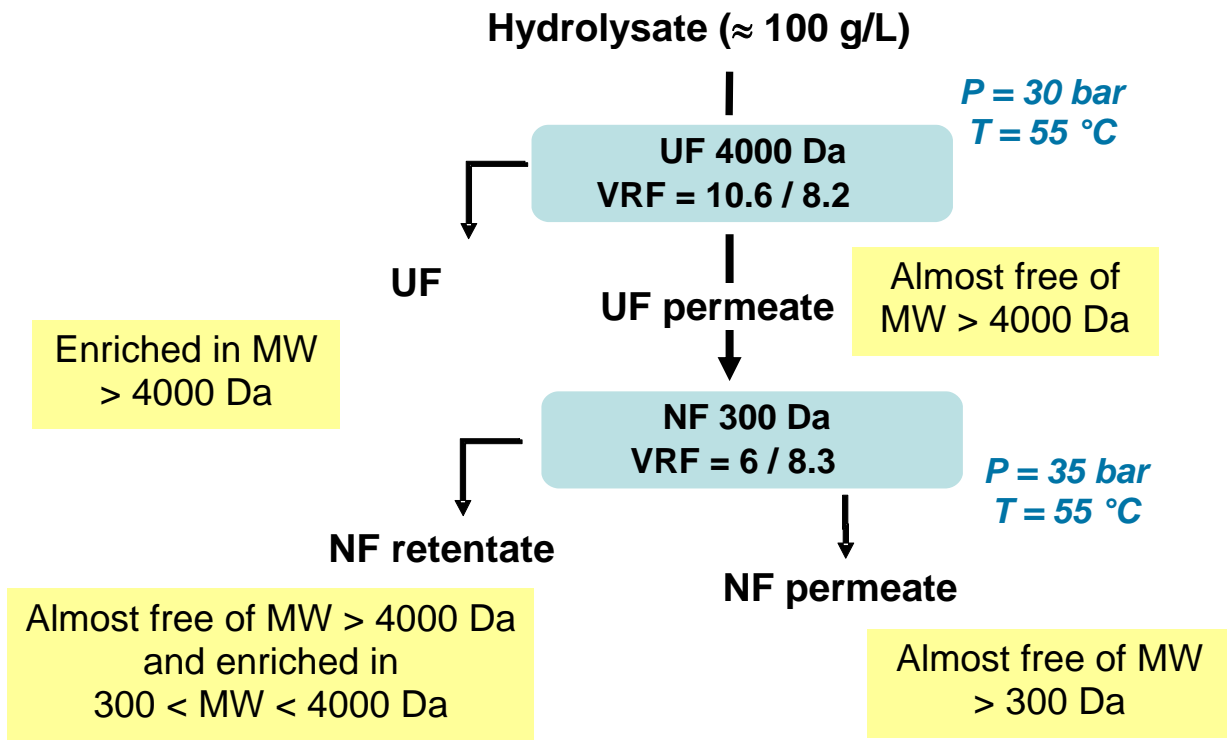 Hydrolysate (≈ 100 g/L)
P = 30 bar
T = 55 °C
UF 4000 Da
VRF = 10.6 / 8.2
UF
UF permeate
Almost free of
MW > 4000 Da
Enriched in MW
> 4000 Da
NF 300 Da
VRF = 6 / 8.3
P = 35 bar
T = 55 °C
NF retentate
NF permeate
Almost free of MW > 4000 Da
and enriched in
300 < MW < 4000 Da
Almost free of MW
> 300 Da